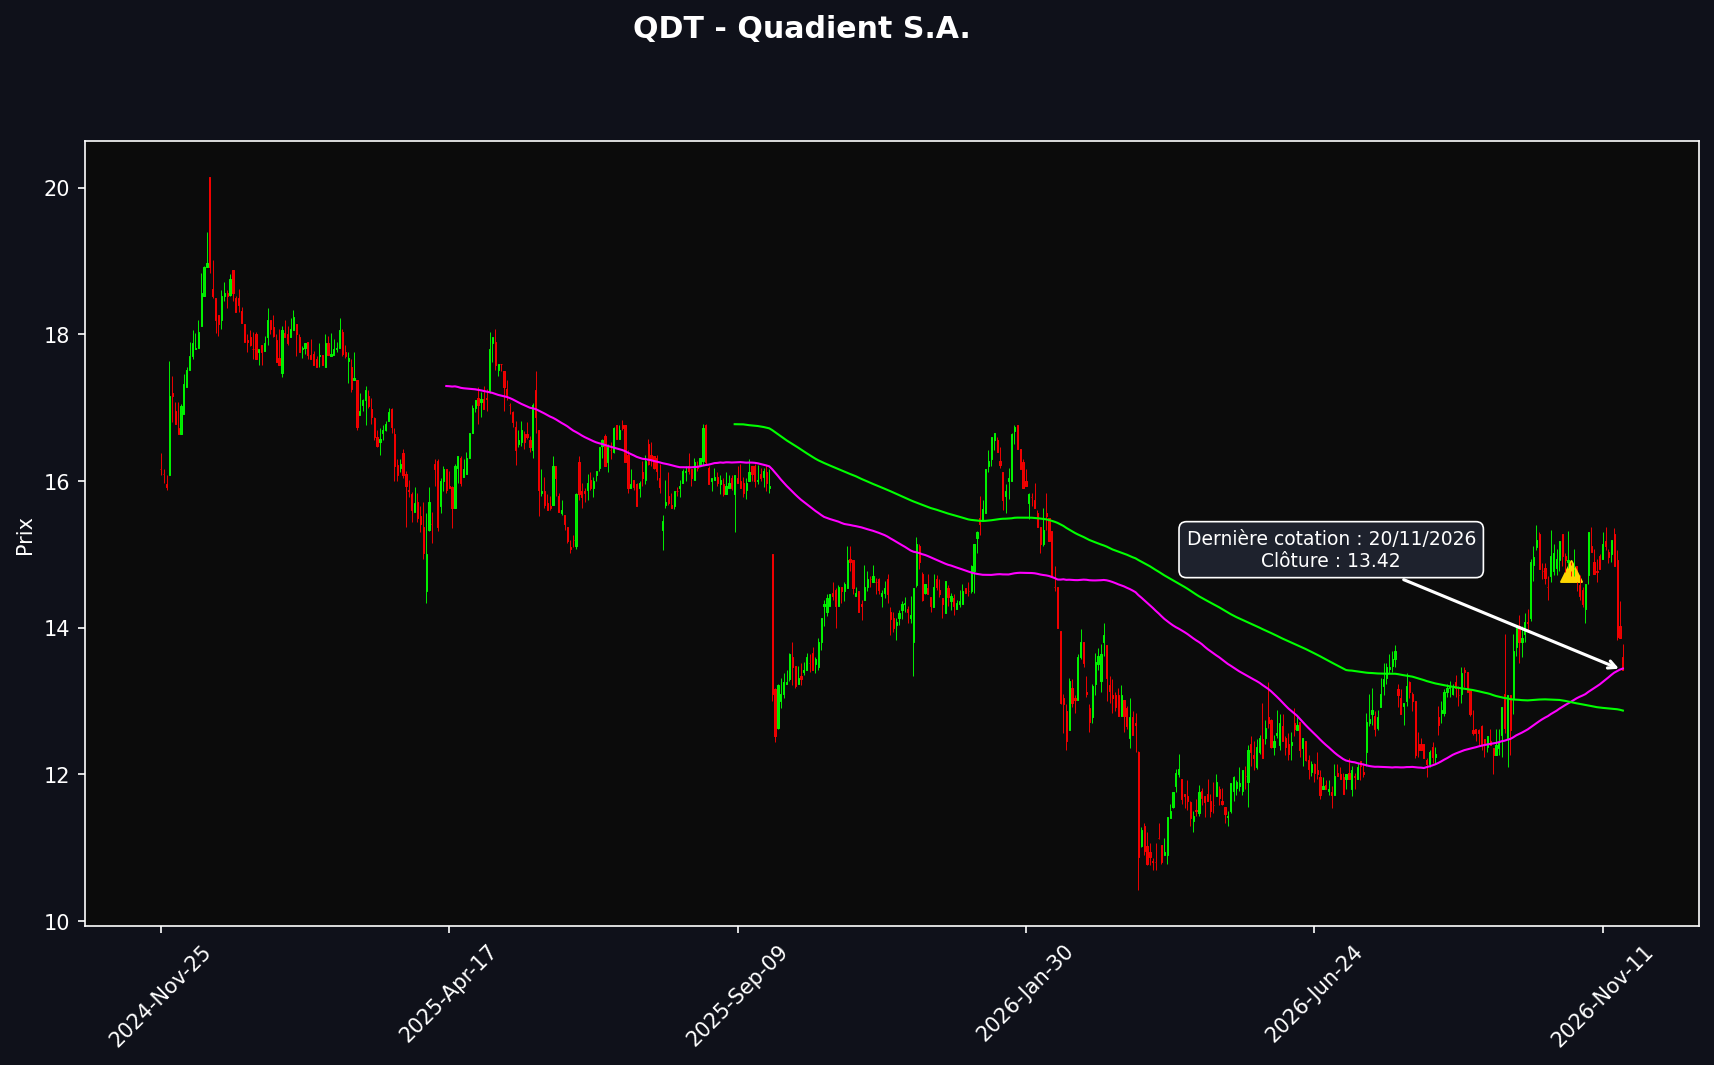 QDT - Quadient S.A.
Prix
20
18
16
14
12
10
Dernière cotation : 20/11/2026
Clôture : 13.42
2024-Nov-25
2025-Apr-17
2025-Sep-09
2026-Jan-30
2026-Jun-24
2026-Nov-11